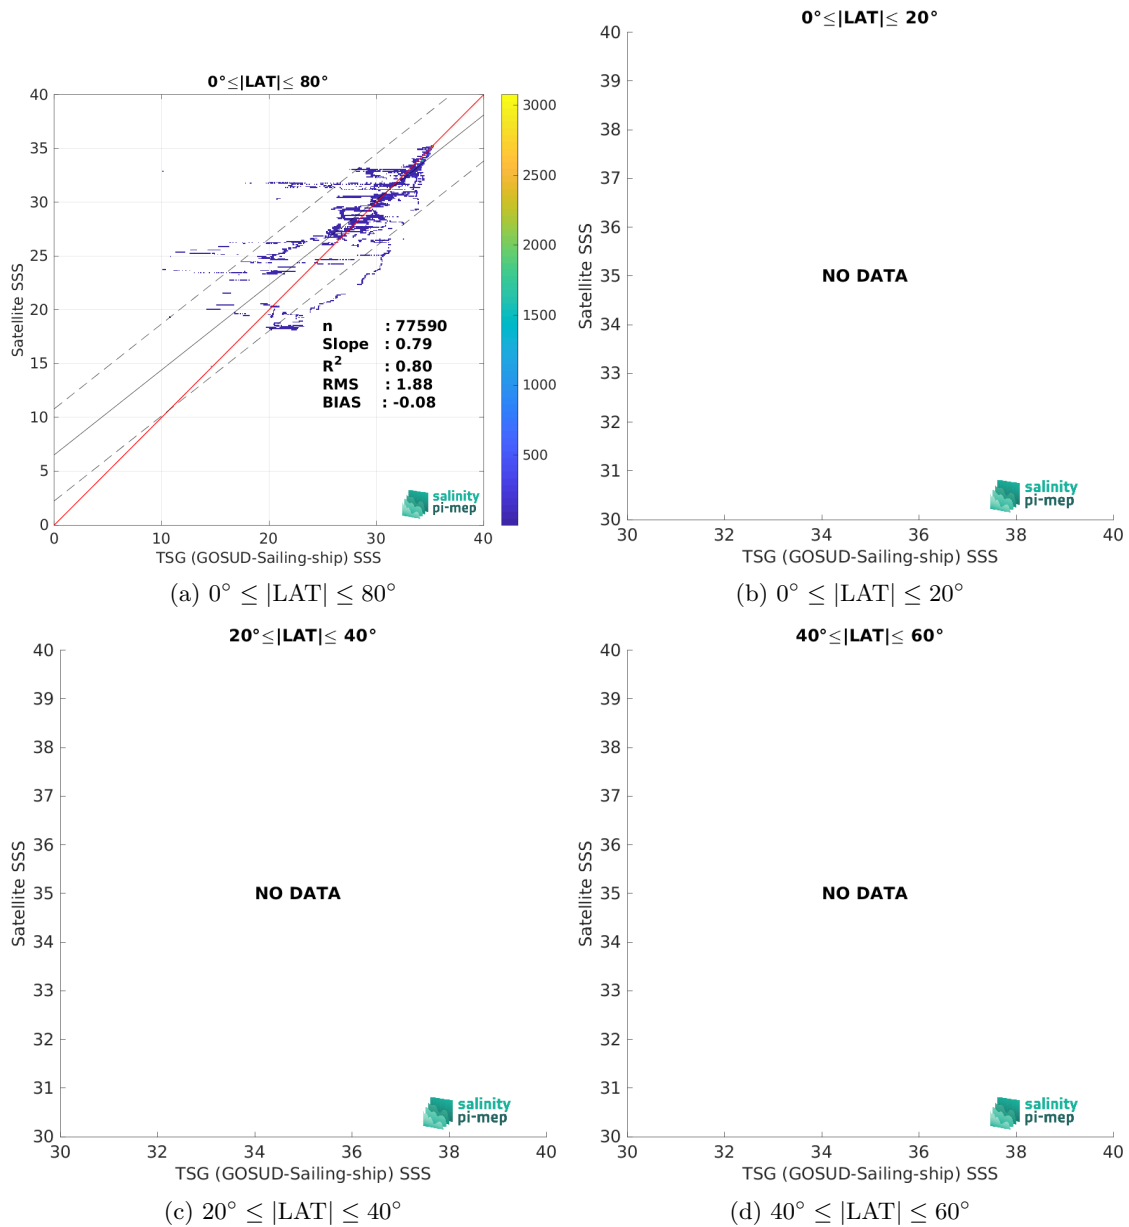 0°≤|LAT|≤ 80°
40
35
30
25
20
15
10
5
0
0
10
20
30
40
Satellite SSS
TSG (GOSUD-Sailing-ship) SSS
n : 77590
Slope : 0.79
R² : 0.80
RMS : 1.88
BIAS : -0.08
salinity
pi-mep
3000
2500
2000
1500
1000
500
(a) 0° ≤ |LAT| ≤ 80°
0°≤|LAT|≤ 20°
40
39
38
37
36
35
34
33
32
31
30
30
32
34
36
38
40
Satellite SSS
NO DATA
salinity
pi-mep
TSG (GOSUD-Sailing-ship) SSS
(b) 0° ≤ |LAT| ≤ 20°
20°≤|LAT|≤ 40°
40
39
38
37
36
35
34
33
32
31
30
30
32
34
36
38
40
Satellite SSS
NO DATA
salinity
pi-mep
TSG (GOSUD-Sailing-ship) SSS
(c) 20° ≤ |LAT| ≤ 40°
40°≤|LAT|≤ 60°
40
39
38
37
36
35
34
33
32
31
30
30
32
34
36
38
40
Satellite SSS
NO DATA
salinity
pi-mep
TSG (GOSUD-Sailing-ship) SSS
(d) 40° ≤ |LAT| ≤ 60°